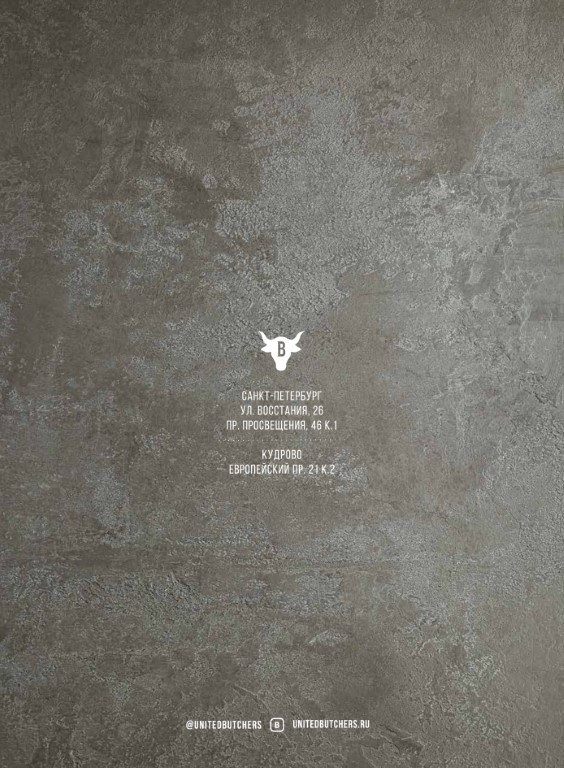 B
САНКТ-ПЕТЕРБУРГ
УЛ. ВОССТАНИЯ, 26
ПР. ПРОСВЕЩЕНИЯ, 46 К.1
КУДРОВО
ЕВРОПЕЙСКИЙ ПР. 21 К.2
@UNITEDBUTCHERS B UNITEDBUTCHERS.RU